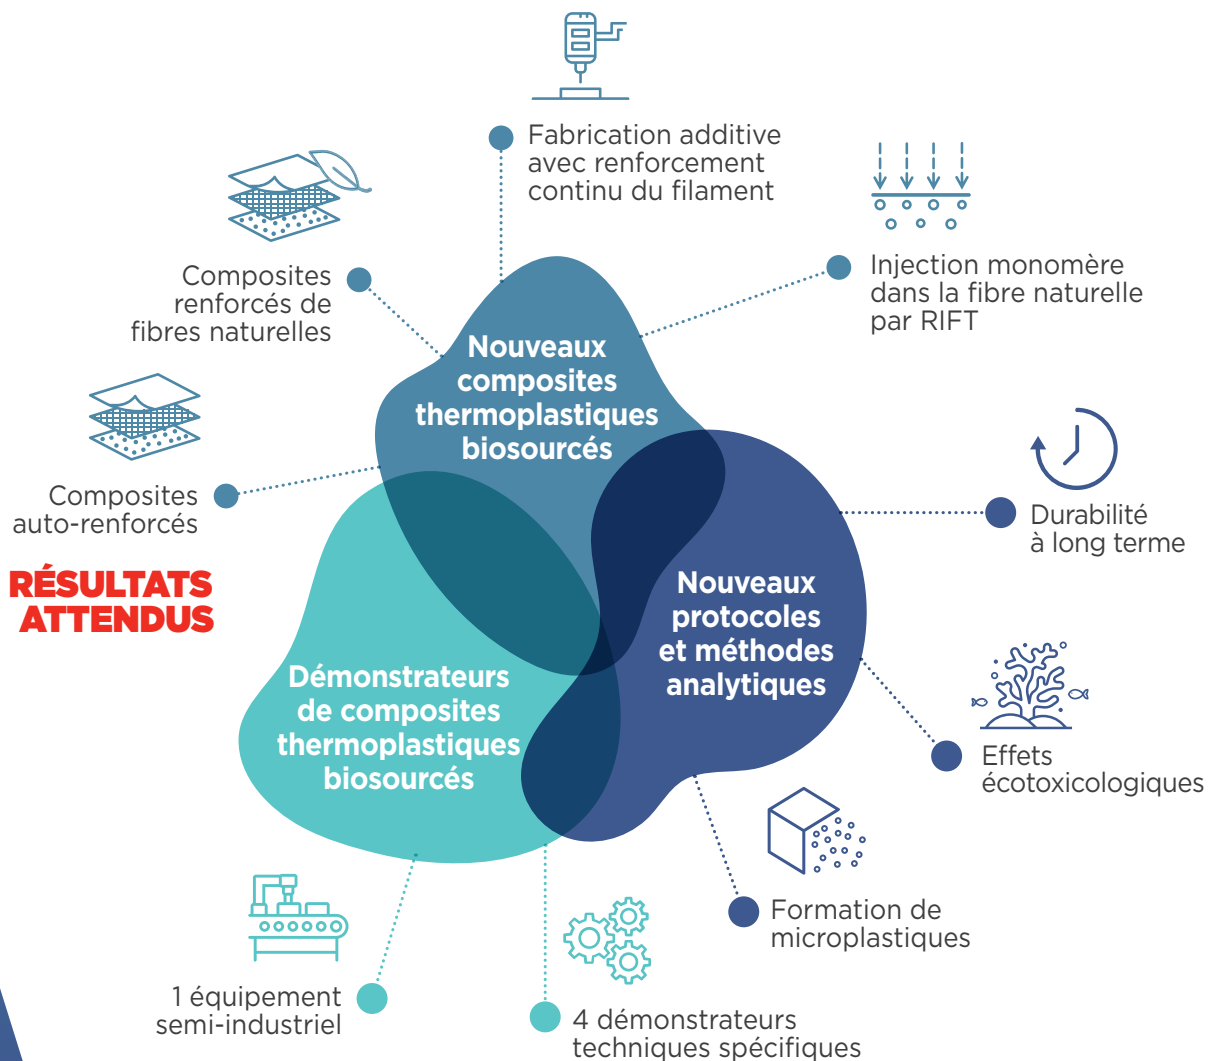 Fabrication additive
avec renforcement
continu du filament
Composites
renforcés de
fibres naturelles
Injection monomère
dans la fibre naturelle
par RIFT
Nouveaux
composites
thermoplastiques
biosourcés
Composites
auto-renforcés
Durabilité
à long terme
RÉSULTATS
ATTENDUS
Nouveaux
protocoles
et méthodes
analytiques
Démonstrateurs
de composites
thermoplastiques
biosourcés
Effets
écotoxicologiques
Formation de
microplastiques
1 équipement
semi-industriel
4 démonstrateurs
techniques spécifiques